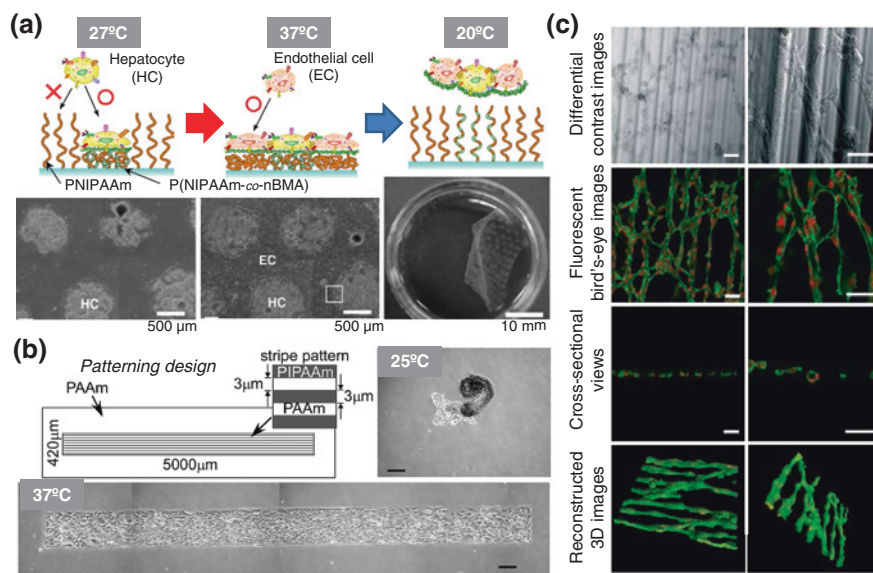 (a)
27ºC
37ºC
20ºC
Hepatocyte
(HC)
Endothelial cell
(EC)
PNIPAAm
P(NIPAAm-co-nBMA)
HC
500 µm
EC
HC
500 µm
10 mm
(b)
Patterning design
PAAm
stripe pattern
PIPAAm
3µm
PAAm
3µm
420µm
5000µm
25ºC
37ºC
(c)
Differential
contrast images
Fluorescent
bird's-eye images
Cross-sectional
views
Reconstructed
3D images